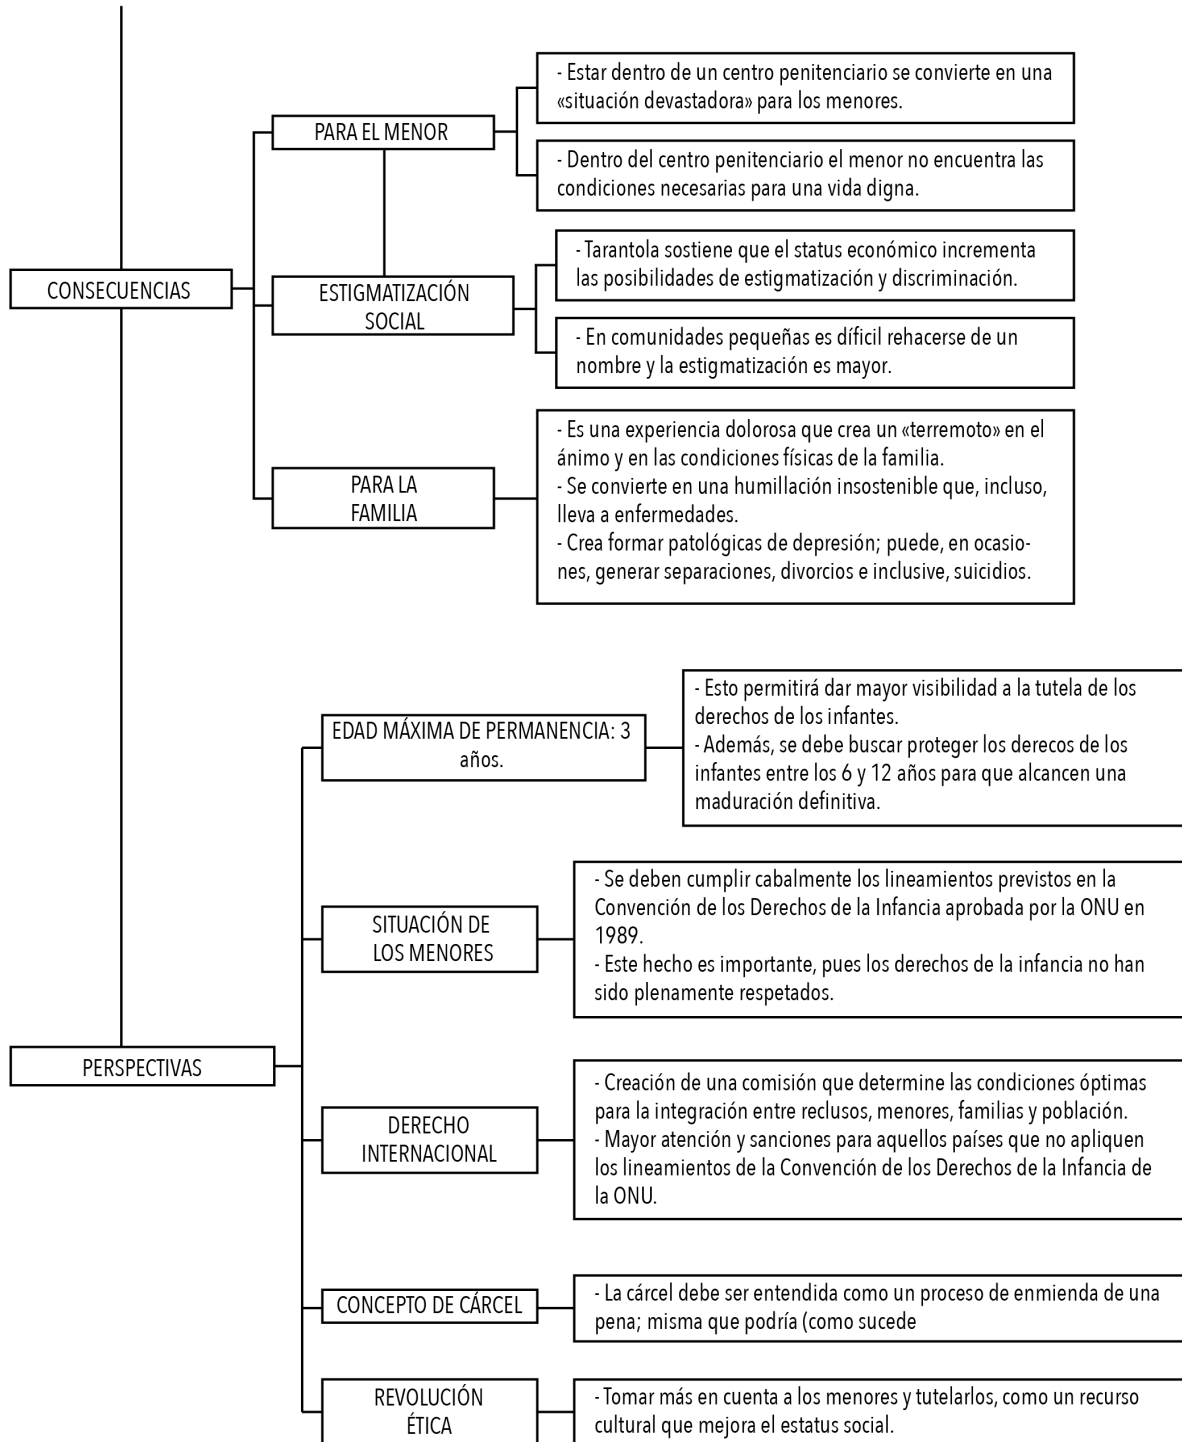 CONSECUENCIAS
PARA EL MENOR
- Estar dentro de un centro penitenciario se convierte en una
«situación devastadora» para los menores.
- Dentro del centro penitenciario el menor no encuentra las
condiciones necesarias para una vida digna.
ESTIGMATIZACIÓN
SOCIAL
- Tarantola sostiene que el status económico incrementa
las posibilidades de estigmatización y discriminación.
- En comunidades pequeñas es díficil rehacerse de un
nombre y la estigmatización es mayor.
PARA LA
FAMILIA
- Es una experiencia dolorosa que crea un «terremoto» en el
ánimo y en las condiciones físicas de la familia.
- Se convierte en una humillación insostenible que, incluso,
lleva a enfermedades.
- Crea formar patológicas de depresión; puede, en ocasio-
nes, generar separaciones, divorcios e inclusive, suicidios.
PERSPECTIVAS
EDAD MÁXIMA DE PERMANENCIA: 3
años.
- Esto permitirá dar mayor visibilidad a la tutela de los
derechos de los infantes.
- Además, se debe buscar proteger los derecos de los
infantes entre los 6 y 12 años para que alcancen una
maduración definitiva.
SITUACIÓN DE
LOS MENORES
- Se deben cumplir cabalmente los lineamientos previstos en la
Convención de los Derechos de la Infancia aprobada por la ONU en
1989.
- Este hecho es importante, pues los derechos de la infancia no han
sido plenamente respetados.
DERECHO
INTERNACIONAL
- Creación de una comisión que determine las condiciones óptimas
para la integración entre reclusos, menores, familias y población.
- Mayor atención y sanciones para aquellos países que no apliquen
los lineamientos de la Convención de los Derechos de la Infancia de
la ONU.
CONCEPTO DE CÁRCEL
- La cárcel debe ser entendida como un proceso de enmienda de una
pena; misma que podría (como sucede
REVOLUCIÓN
ÉTICA
- Tomar más en cuenta a los menores y tutelarlos, como un recurso
cultural que mejora el estatus social.